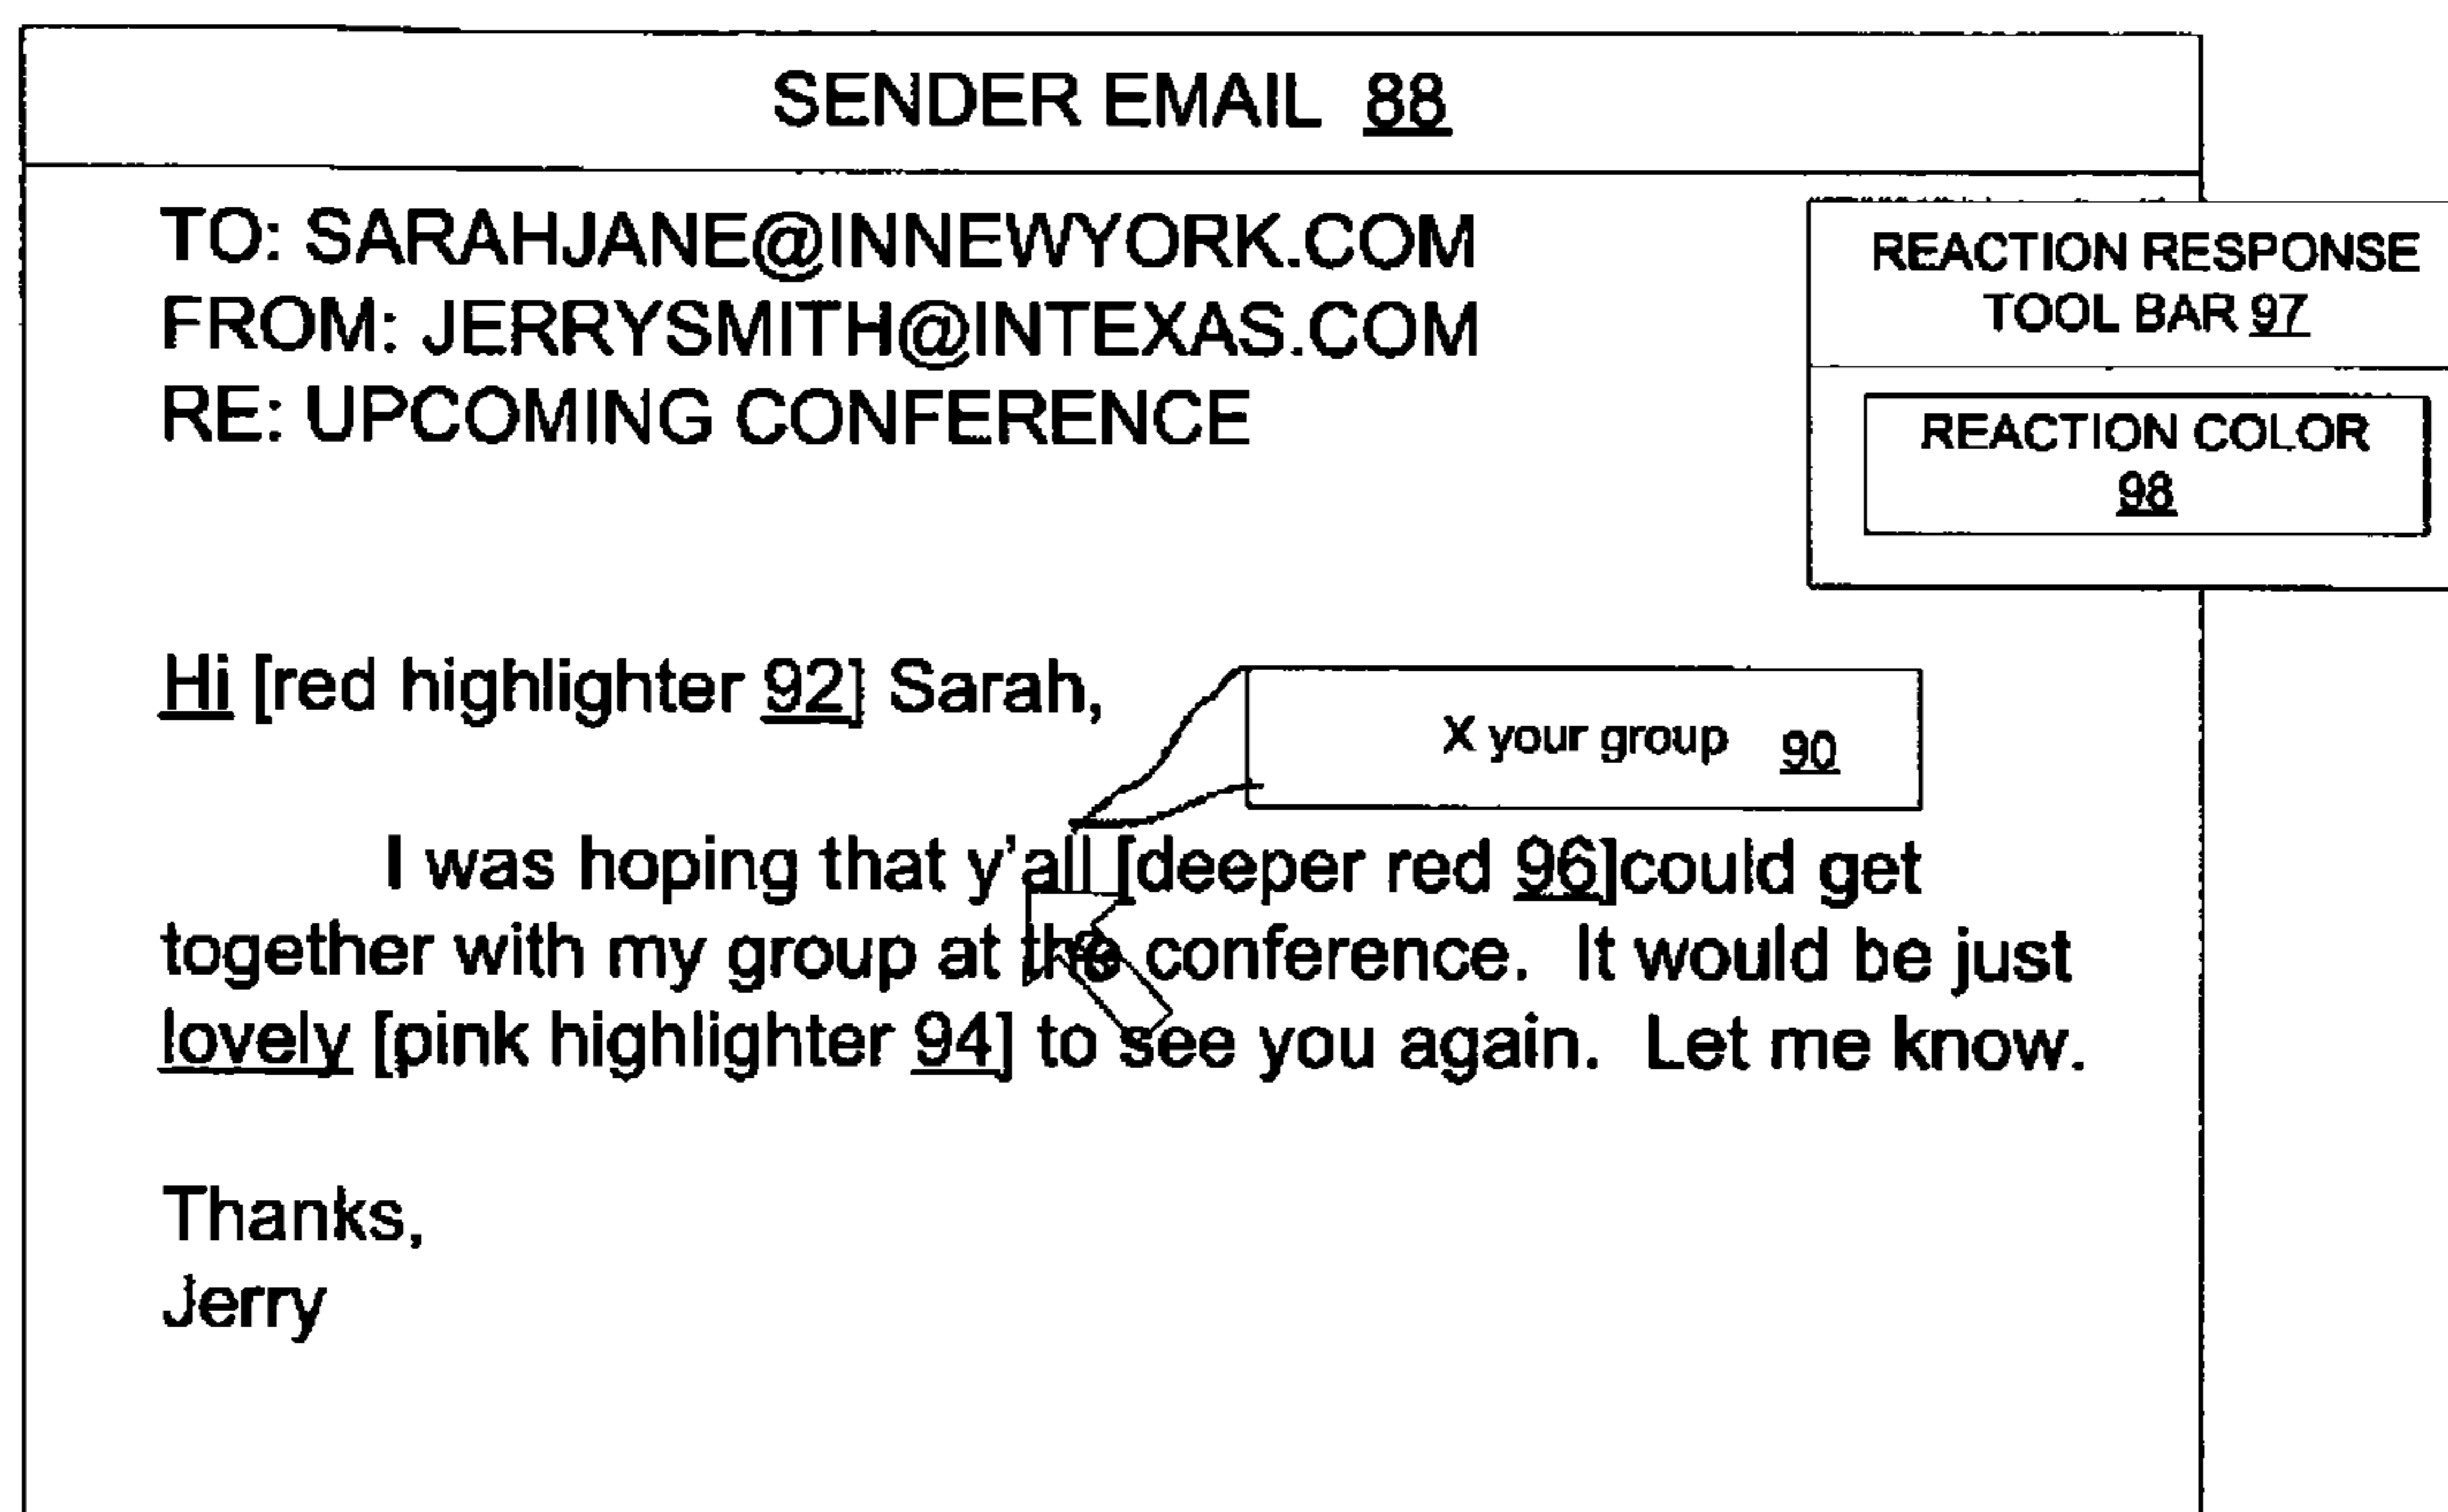 SENDER EMAIL 88
TO: SARAHJANE@INNEWYORK.COM
FROM: JERRYSMITH@INTEXAS.COM
RE: UPCOMING CONFERENCE
REACTION RESPONSE
TOOL BAR 97
REACTION COLOR
98
Hi [red highlighter 92] Sarah,
X your group 90
I was hoping that y'all [deeper red 96]could get
together with my group at the conference. It would be just
lovely [pink highlighter 94] to see you again. Let me know.
Thanks,
Jerry